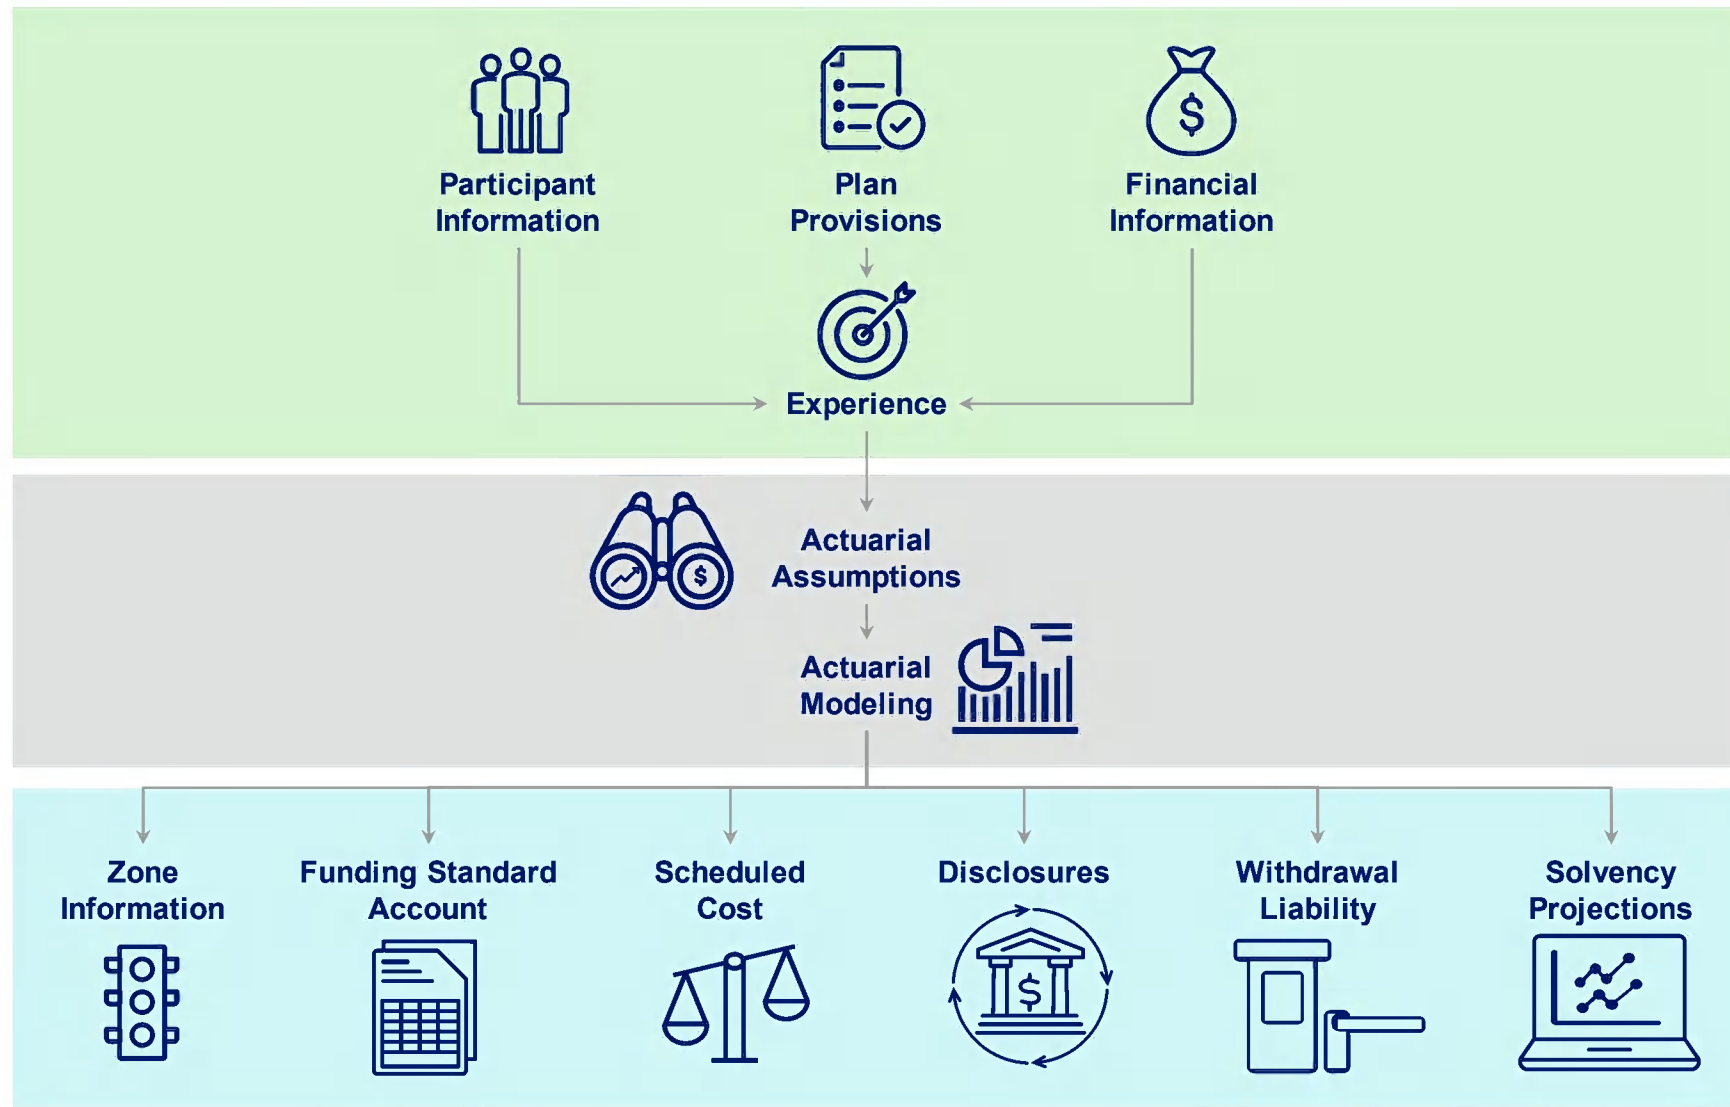 $
Participant
Information
Plan
Provisions
Financial
Information
Experience
$
Actuarial
Assumptions
Actuarial
Modeling
Zone
Information
Funding Standard
Account
Scheduled
Cost
Disclosures
Withdrawal
Liability
Solvency
Projections
$